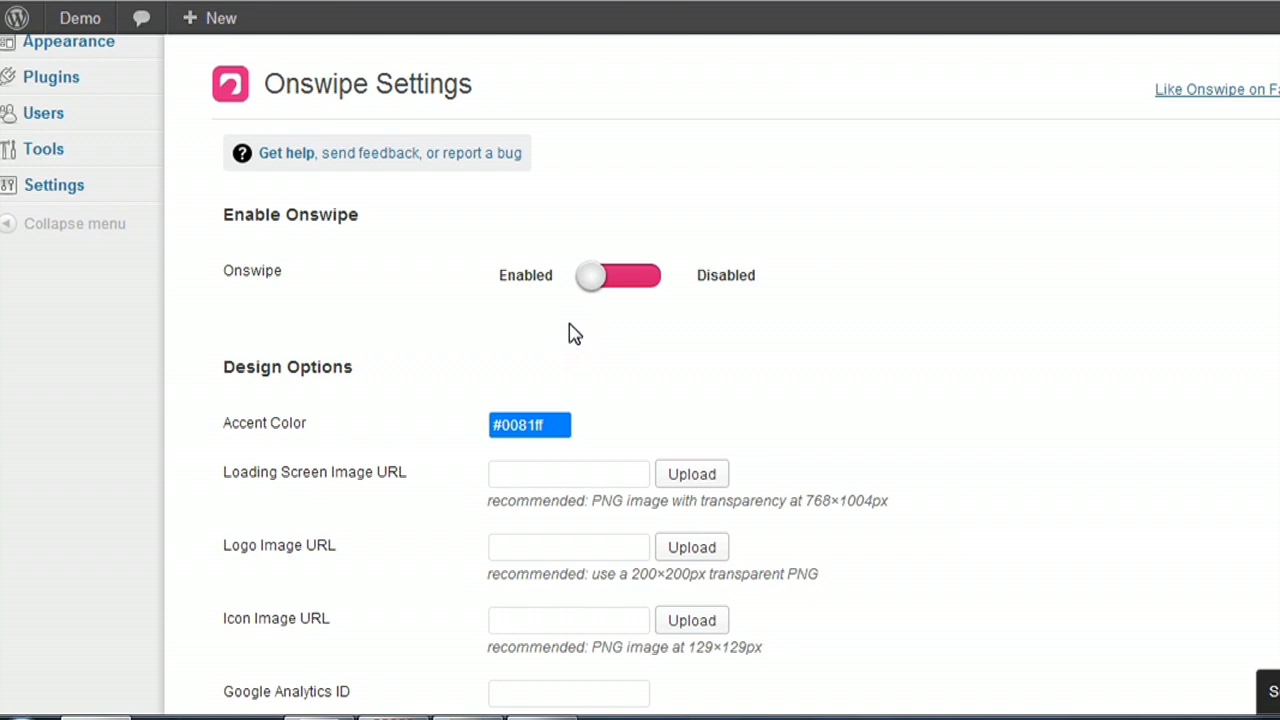 Demo
New
Appearance
Plugins
Users
Tools
Settings
Collapse menu
Onswipe Settings
Like Onswipe on
Get help, send feedback, or report a bug
Enable Onswipe
Onswipe
Enabled
Disabled
Design Options
Accent Color
#0081ff
Loading Screen Image URL
Upload
recommended: PNG image with transparency at 768×1004px
Logo Image URL
Upload
recommended: use a 200×200px transparent PNG
Icon Image URL
Upload
recommended: PNG image at 129×129px
Google Analytics ID